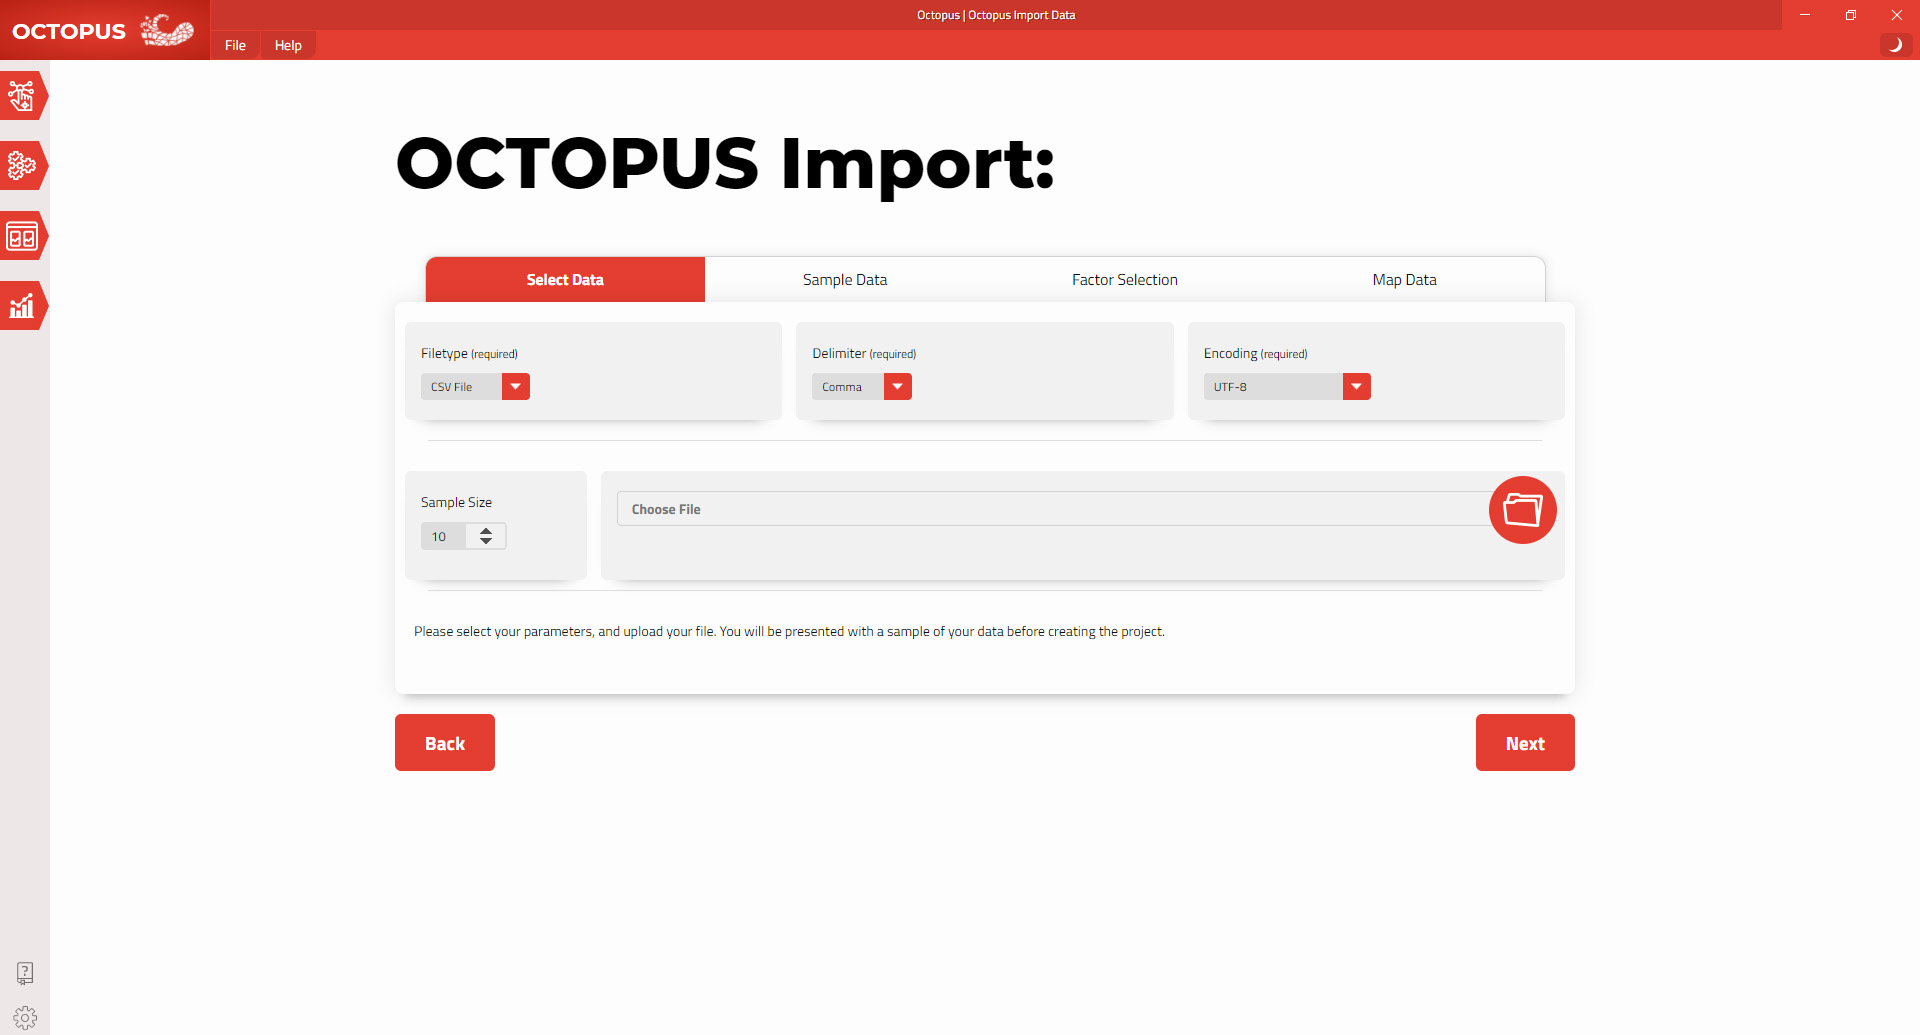 OCTOPUS
Octopus | Octopus Import Data
File Help
OCTOPUS Import:
Select Data Sample Data Factor Selection Map Data
Filetype (required) Delimiter (required) Encoding (required)
CSV File Comma UTF-8
Sample Size
Choose File
10
Please select your parameters, and upload your file. You will be presented with a sample of your data before creating the project.
Back Next